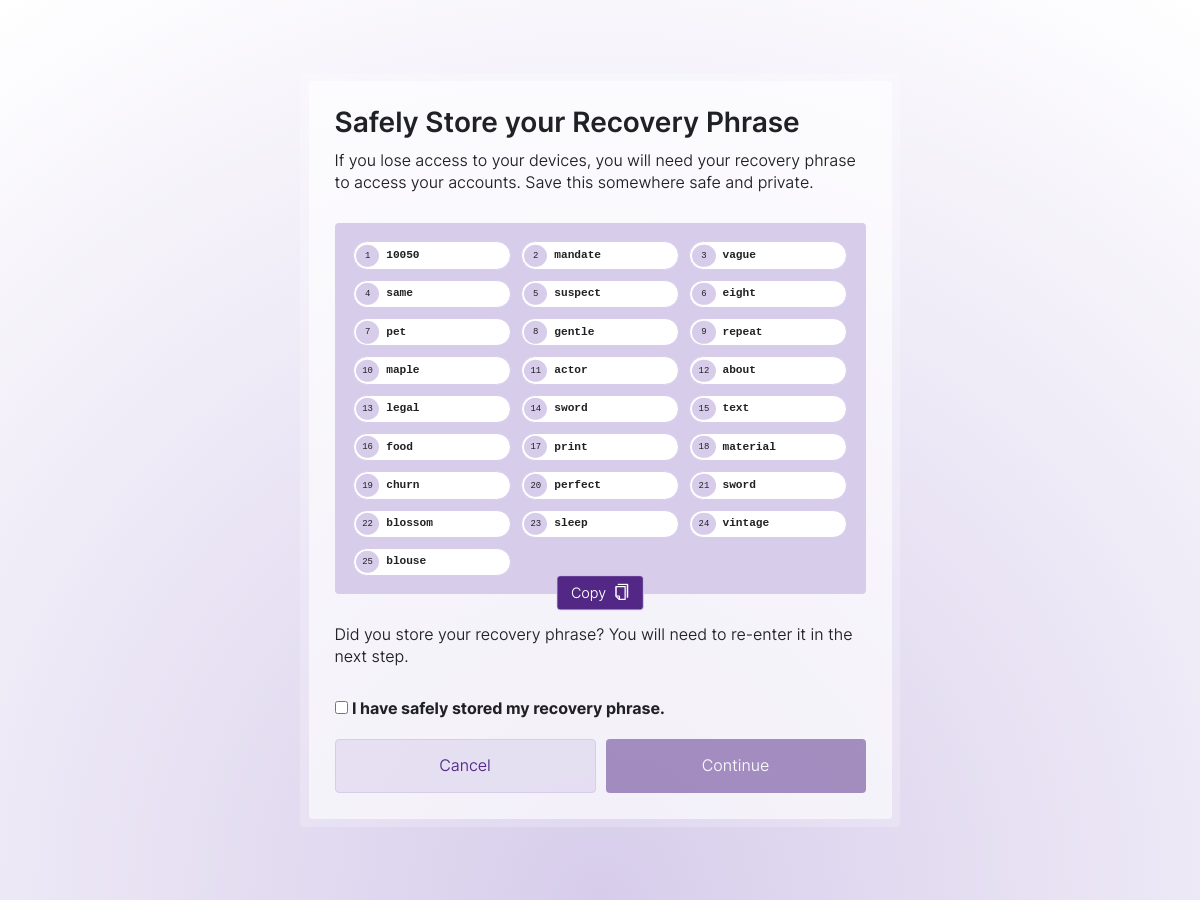 Safely Store your Recovery Phrase
If you lose access to your devices, you will need your recovery phrase
to access your accounts. Save this somewhere safe and private.
1 10050 2 mandate 3 vague
4 same 5 suspect 6 eight
7 pet 8 gentle 9 repeat
10 maple 11 actor 12 about
13 legal 14 sword 15 text
16 food 17 print 18 material
19 churn 20 perfect 21 sword
22 blossom 23 sleep 24 vintage
25 blouse
Copy
Did you store your recovery phrase? You will need to re-enter it in the
next step.
I have safely stored my recovery phrase.
Cancel Continue